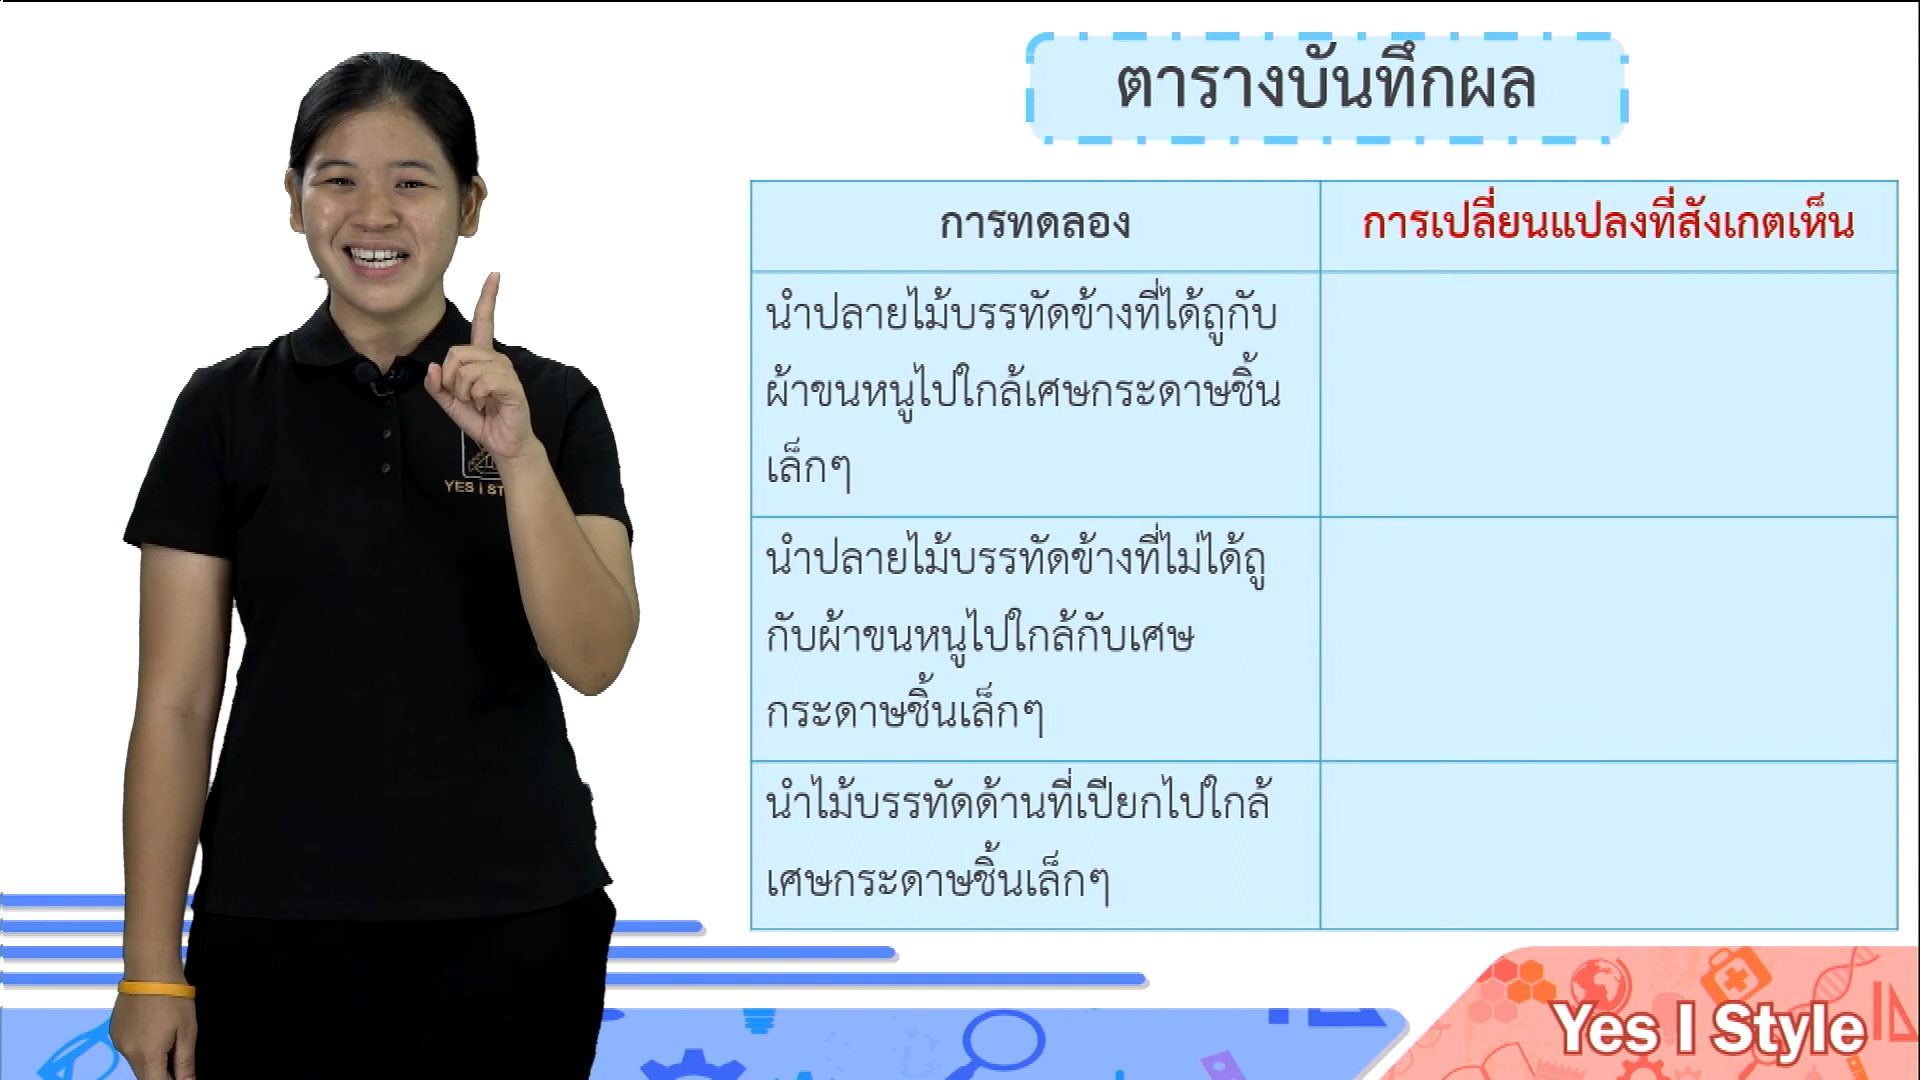 ตารางบันทึกผล
การทดลอง
การเปลี่ยนแปลงที่สังเกตเห็น
นำปลายไม้บรรทัดข้างที่ได้ถูกับ
ผ้าขนหนูไปใกล้เศษกระดาษชิ้น
เล็กๆ
นำปลายไม้บรรทัดข้างที่ไม่ได้ถู
กับผ้าขนหนูไปใกล้กับเศษ
กระดาษชิ้นเล็กๆ
นำไม้บรรทัดด้านที่เปียกไปใกล้
เศษกระดาษชิ้นเล็กๆ
YES I ST
Yes I Style